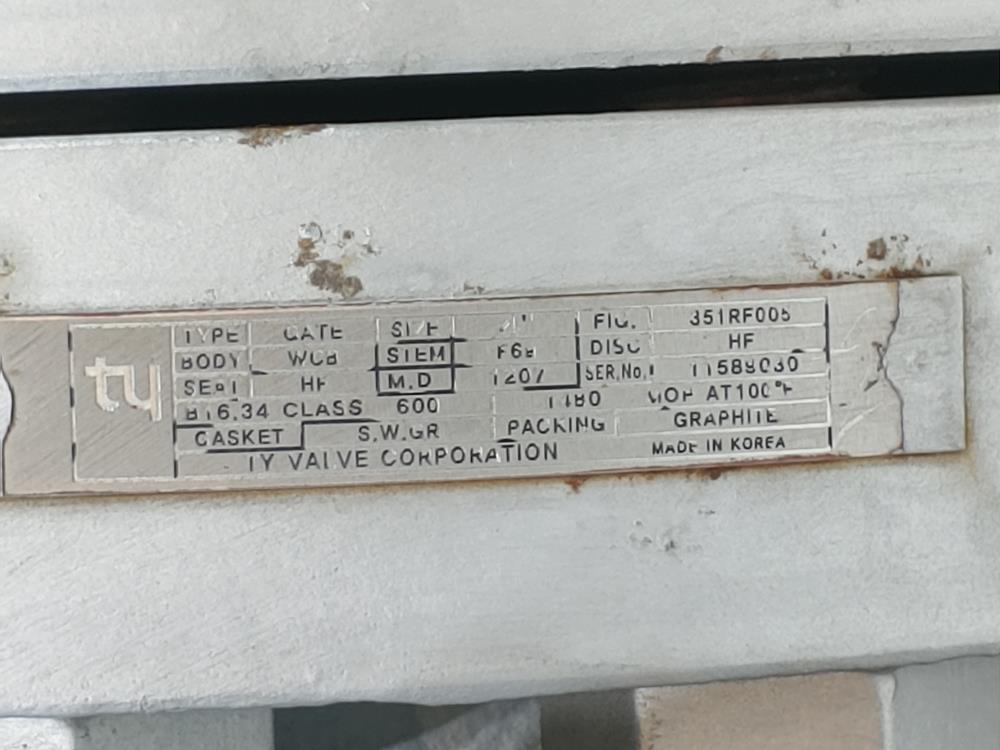 ty
TYPE GATE SIZE FIG. 351RF005
BODY WCB STEM F6a DISC HF
SEAT HF M.D 1207 SER.No. 11589030
B16.34 CLASS 600 1480 WOP AT100°F
GASKET S.W.GR PACKING GRAPHITE
TY VALVE CORPORATION MADE IN KOREA